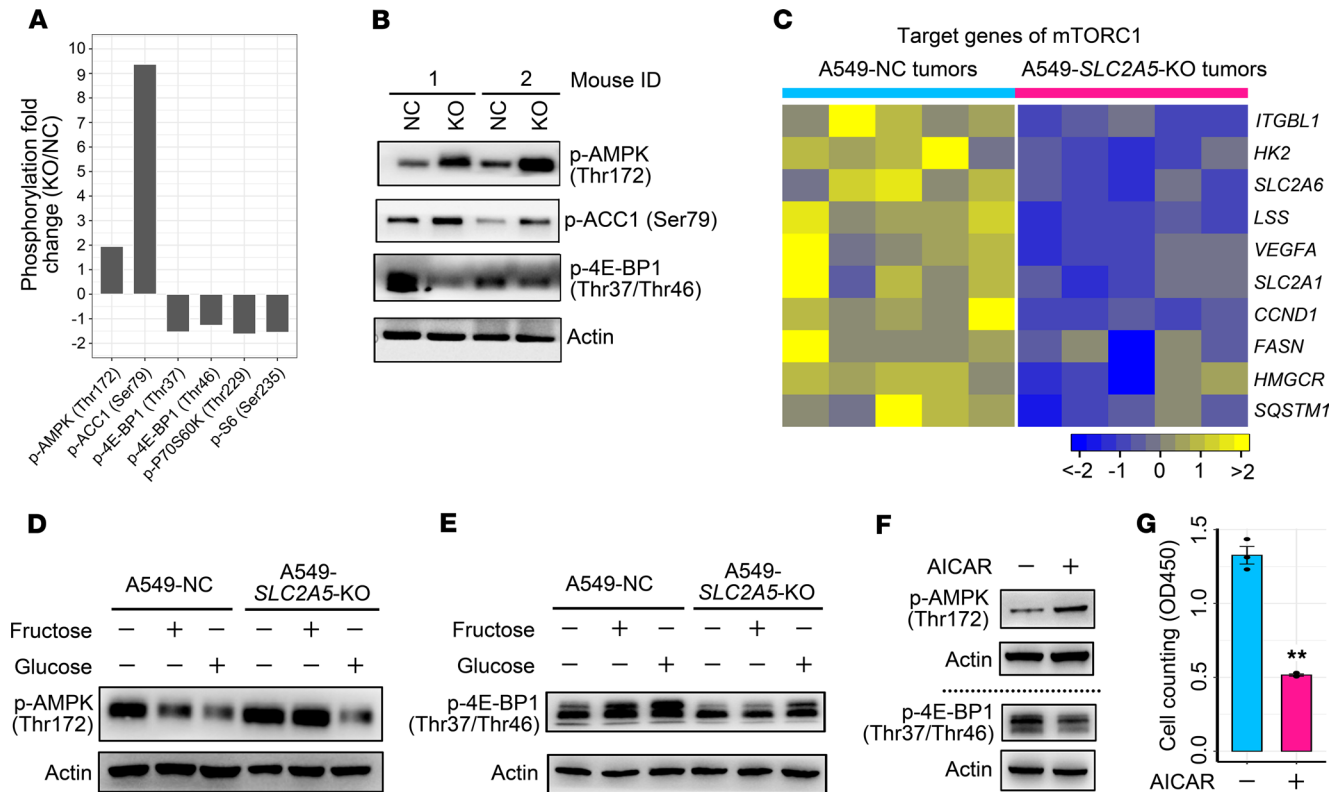 A
Phosphorylation fold
change (KO/NC)
10
9
8
7
6
5
4
3
2
1
0
-1
-2
p-AMPK (Thr172)
p-ACC1 (Ser79)
p-4E-BP1 (Thr37)
p-4E-BP1 (Thr46)
p-P70S60K (Thr229)
p-S6 (Ser235)
B
1 2 Mouse ID
NC KO NC KO
p-AMPK
(Thr172)
p-ACC1 (Ser79)
p-4E-BP1
(Thr37/Thr46)
Actin
C
Target genes of mTORC1
A549-NC tumors A549-SLC2A5-KO tumors
ITGBL1
HK2
SLC2A6
LSS
VEGFA
SLC2A1
CCND1
FASN
HMGCR
SQSTM1
<-2 -1 0 1 >2
D
A549-NC A549-
SLC2A5-KO
Fructose − + − − + −
Glucose − − + − − +
p-AMPK
(Thr172)
Actin
E
A549-NC A549-
SLC2A5-KO
Fructose − + − − + −
Glucose − − + − − +
p-4E-BP1
(Thr37/Thr46)
Actin
F
AICAR − +
p-AMPK
(Thr172)
Actin
p-4E-BP1
(Thr37/Thr46)
Actin
G
Cell counting (OD450)
1.5
1.0
0.5
0.0
**
AICAR − +